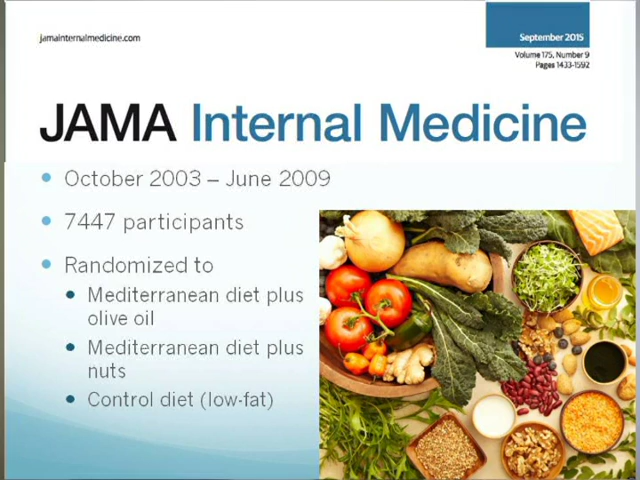 jamainternalmedicine.com
September 2015
Volume 175, Number 9
Pages 1433-1592
JAMA Internal Medicine
October 2003 – June 2009
7447 participants
Randomized to
Mediterranean diet plus
olive oil
Mediterranean diet plus
nuts
Control diet (low-fat)